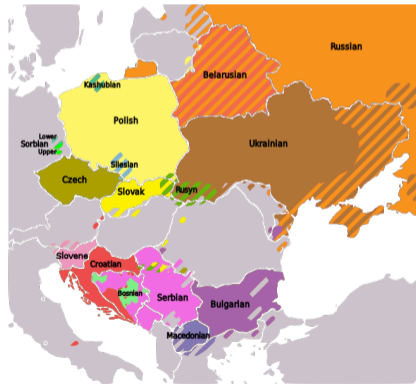 Russian
Belarusian
Kashubian
Polish
Lower
Sorbian
Upper
Ukrainian
Silesian
Czech
Slovak
Rusyn
Slovene
Croatian
Bosnian
Serbian
Bulgarian
Macedonian